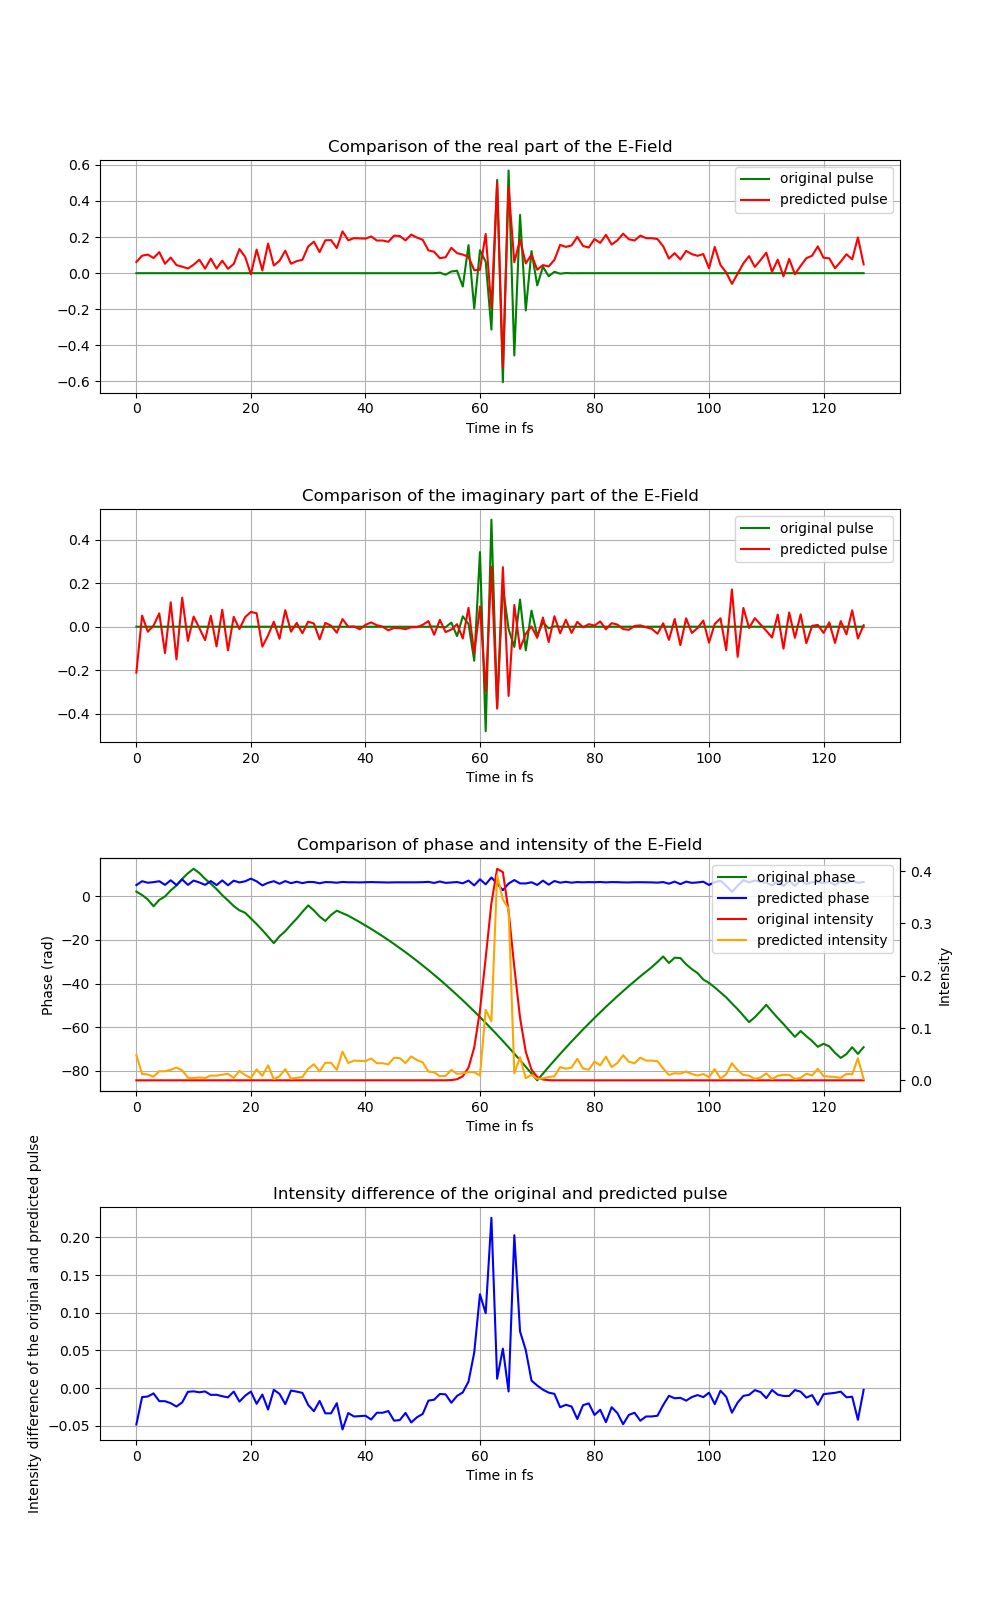 Comparison of the real part of the E-Field
original pulse
predicted pulse
0.6
0.4
0.2
0.0
−0.2
−0.4
−0.6
0 20 40 60 80 100 120
Time in fs
Comparison of the imaginary part of the E-Field
original pulse
predicted pulse
0.4
0.2
0.0
−0.2
−0.4
0 20 40 60 80 100 120
Time in fs
Comparison of phase and intensity of the E-Field
original phase
predicted phase
original intensity
predicted intensity
Phase (rad)
0
−20
−40
−60
−80
Intensity
0.4
0.3
0.2
0.1
0.0
0 20 40 60 80 100 120
Time in fs
Intensity difference of the original and predicted pulse
Intensity difference of the original and predicted pulse
0.20
0.15
0.10
0.05
0.00
−0.05
0 20 40 60 80 100 120
Time in fs